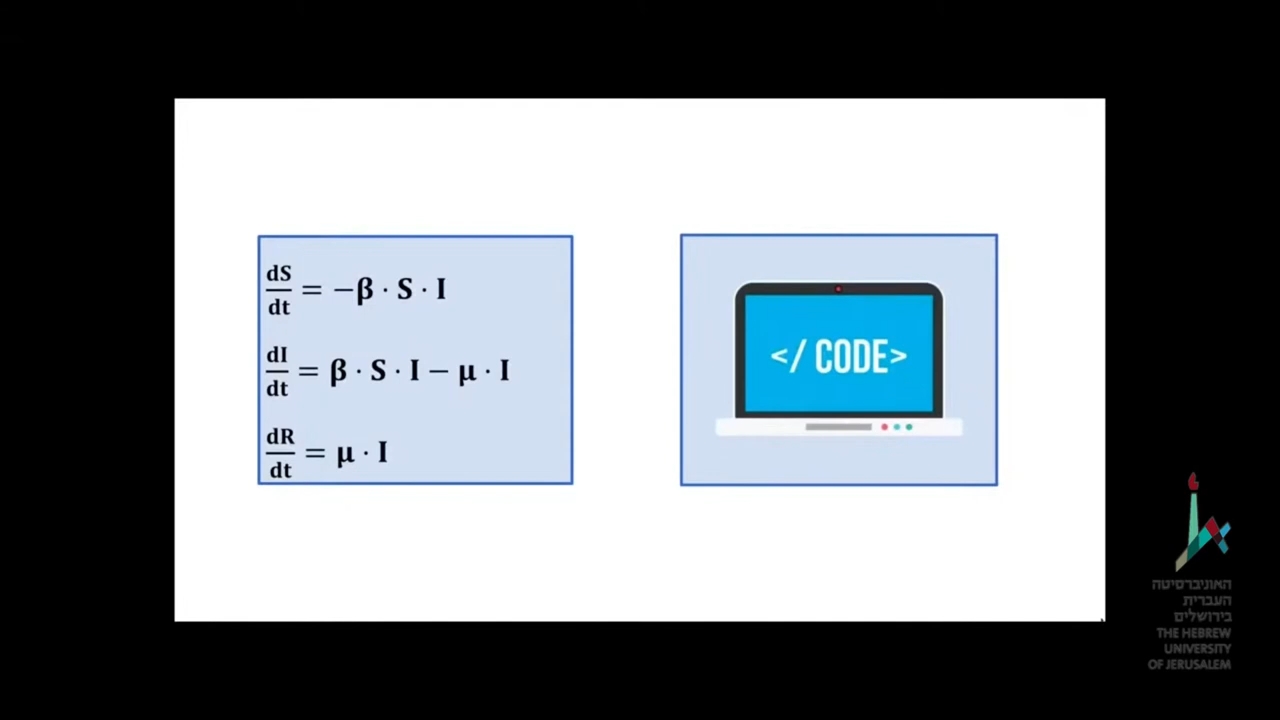 dS/dt = −β · S · I
dI/dt = β · S · I − μ · I
dR/dt = μ · I
</ CODE>
האוניברסיטה
העברית
בירושלים
THE HEBREW
UNIVERSITY
OF JERUSALEM